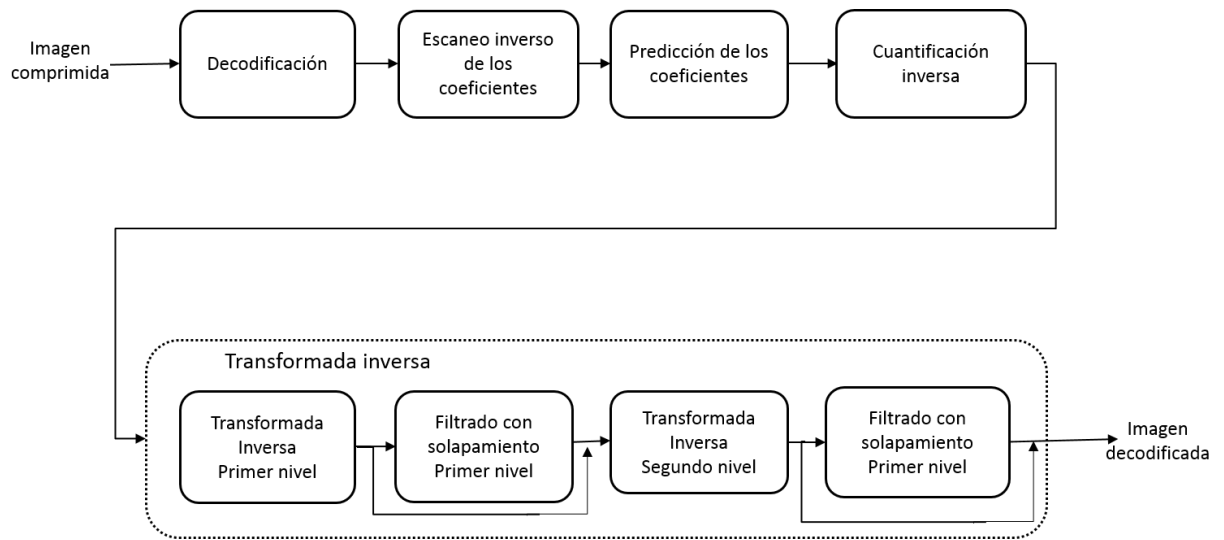 Imagen
comprimida
Decodificación
Escaneo inverso
de los
coeficientes
Predicción de los
coeficientes
Cuantificación
inversa
Transformada inversa
Transformada
Inversa
Primer nivel
Filtrado con
solapamiento
Primer nivel
Transformada
Inversa
Segundo nivel
Filtrado con
solapamiento
Primer nivel
Imagen
decodificada